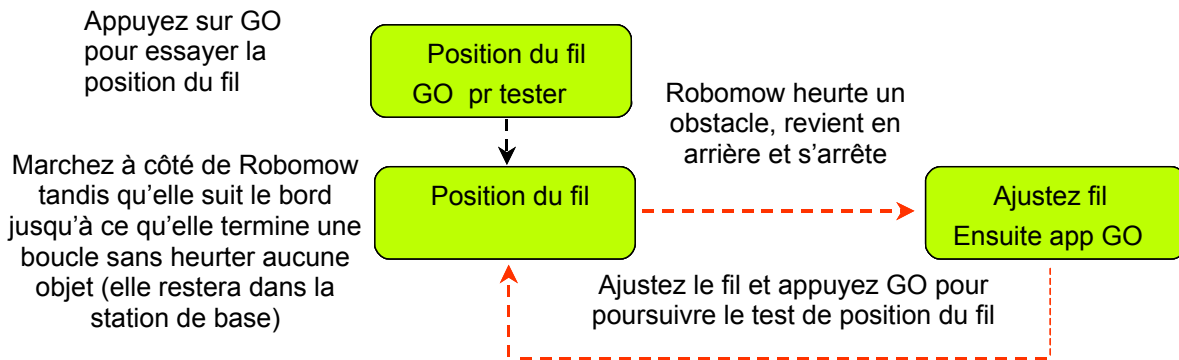 Appuyez sur GO
pour essayer la
position du fil
Position du fil
GO  pr tester
Robomow heurte un
obstacle, revient en
arrière et s’arrête
Marchez à côté de Robomow
tandis qu’elle suit le bord
jusqu’à ce qu’elle termine une
boucle sans heurter aucune
objet (elle restera dans la
station de base)
Position du fil
Ajustez fil
Ensuite app GO
Ajustez le fil et appuyez GO pour
poursuivre le test de position du fil